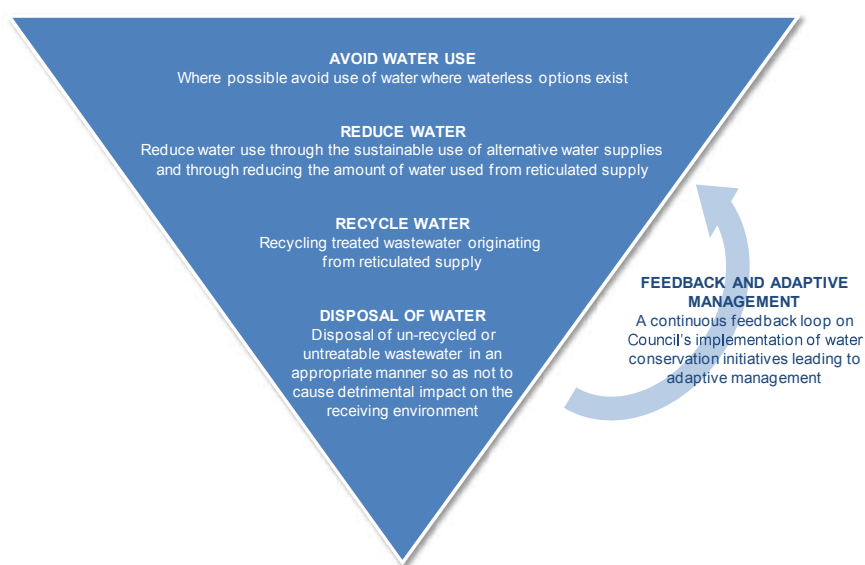 AVOID WATER USE
Where possible avoid use of water where waterless options exist
REDUCE WATER
Reduce water use through the sustainable use of alternative water supplies
and through reducing the amount of water used from reticulated supply
RECYCLE WATER
Recycling treated wastewater originating
from reticulated supply
DISPOSAL OF WATER
Disposal of un-recycled or
untreatable wastewater in an
appropriate manner so as not to
cause detrimental impact on the
receiving environment
FEEDBACK AND ADAPTIVE
MANAGEMENT
A continuous feedback loop on
Council's implementation of water
conservation initiatives leading to
adaptive management